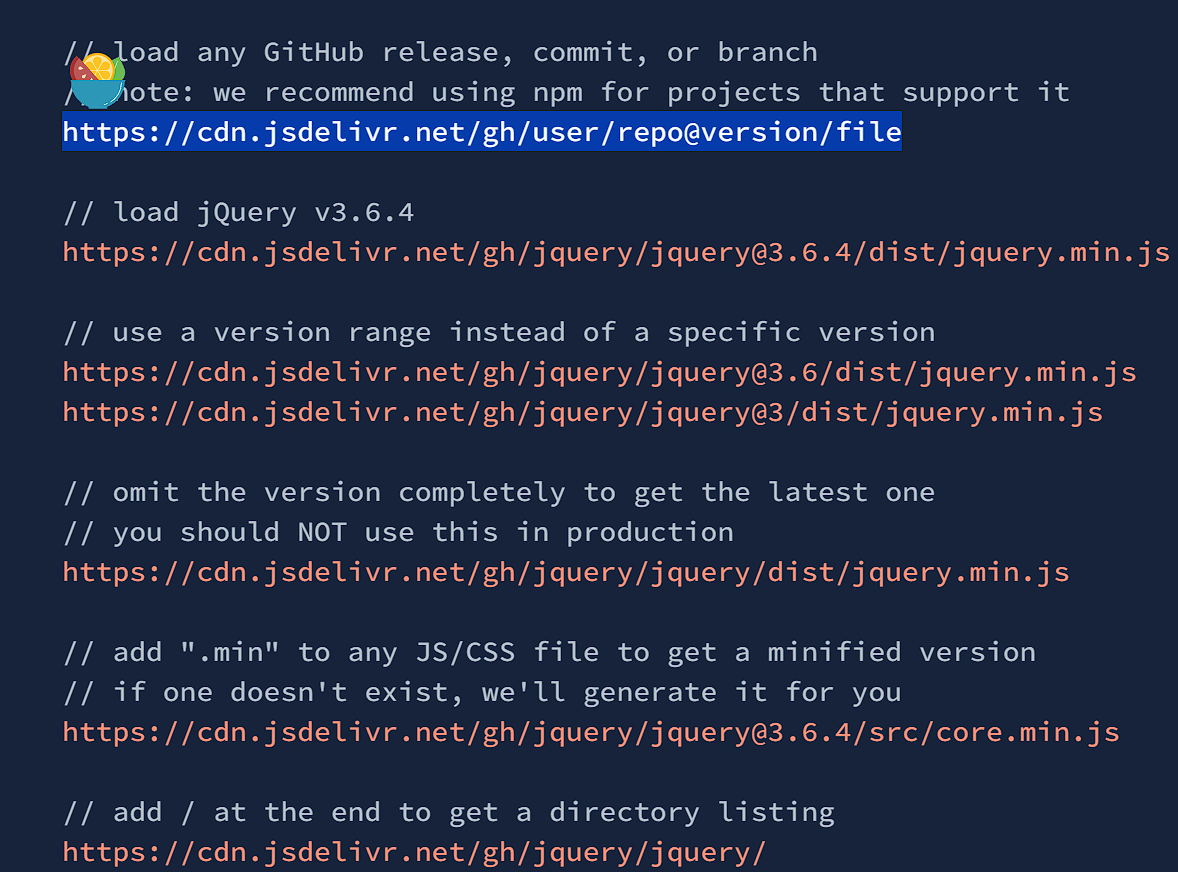 // load any GitHub release, commit, or branch
// note: we recommend using npm for projects that support it
https://cdn.jsdelivr.net/gh/user/repo@version/file
// load jQuery v3.6.4
https://cdn.jsdelivr.net/gh/jquery/jquery@3.6.4/dist/jquery.min.js
// use a version range instead of a specific version
https://cdn.jsdelivr.net/gh/jquery/jquery@3.6/dist/jquery.min.js
https://cdn.jsdelivr.net/gh/jquery/jquery@3/dist/jquery.min.js
// omit the version completely to get the latest one
// you should NOT use this in production
https://cdn.jsdelivr.net/gh/jquery/jquery/dist/jquery.min.js
// add ".min" to any JS/CSS file to get a minified version
// if one doesn't exist, we'll generate it for you
https://cdn.jsdelivr.net/gh/jquery/jquery@3.6.4/src/core.min.js
// add / at the end to get a directory listing
https://cdn.jsdelivr.net/gh/jquery/jquery/